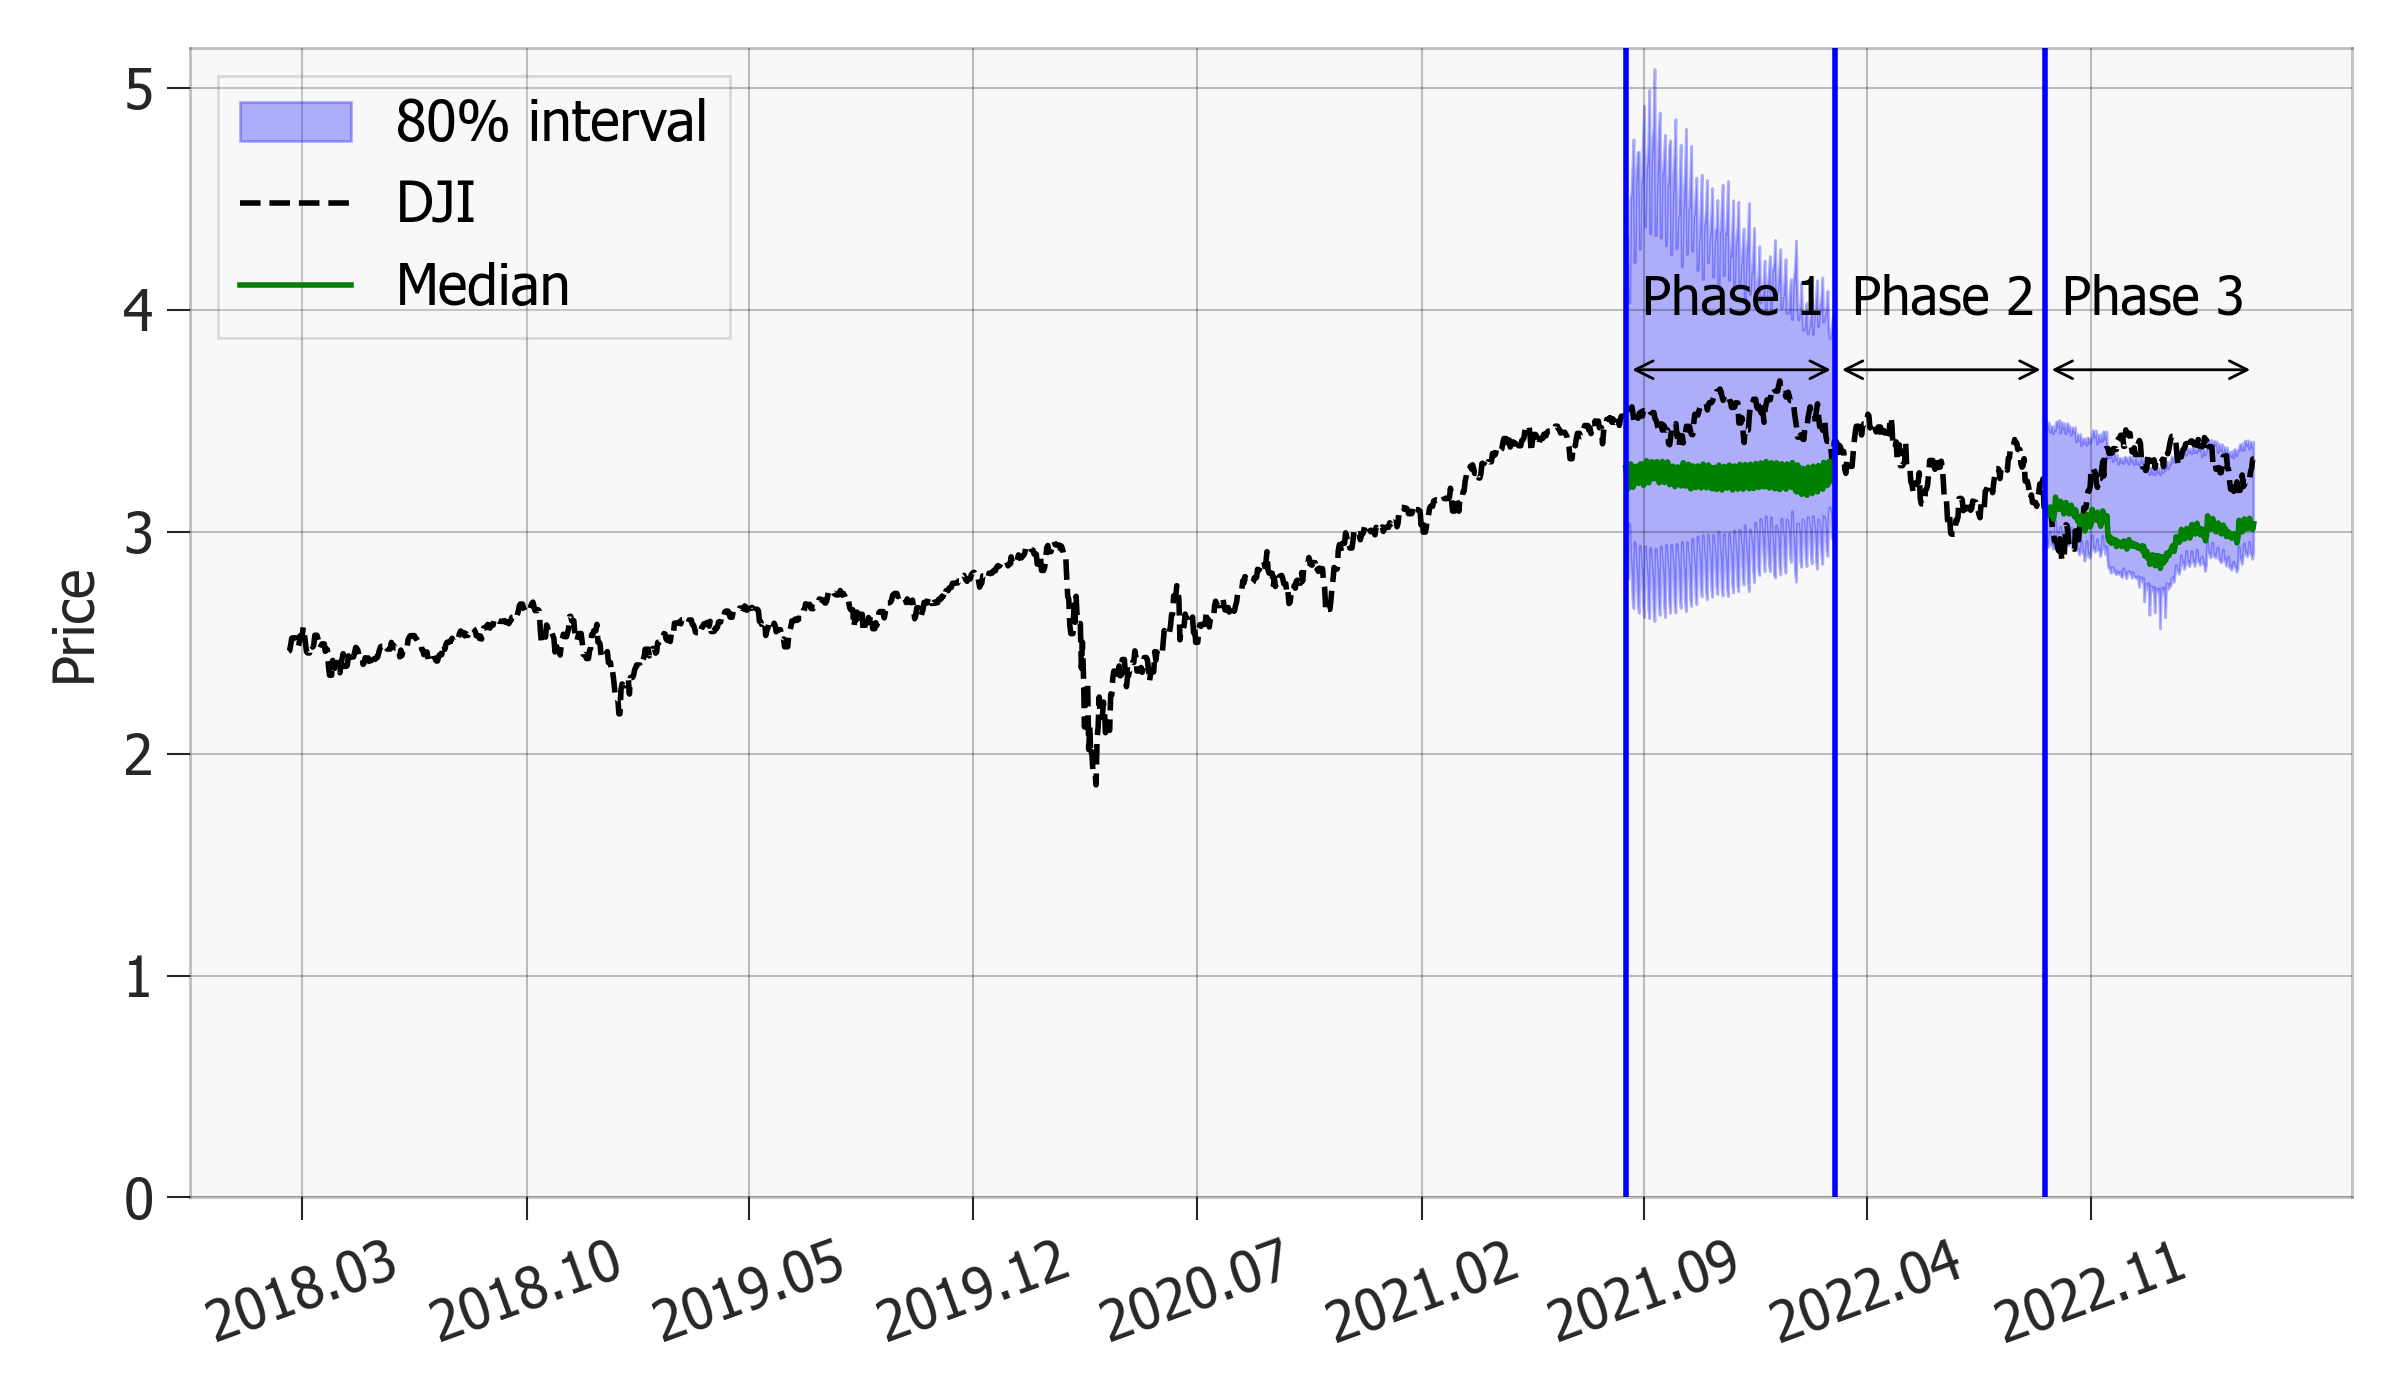 80% interval
DJI
Median
Phase 1
Phase 2
Phase 3
Price
5
4
3
2
1
0
2018.03
2018.10
2019.05
2019.12
2020.07
2021.02
2021.09
2022.04
2022.11